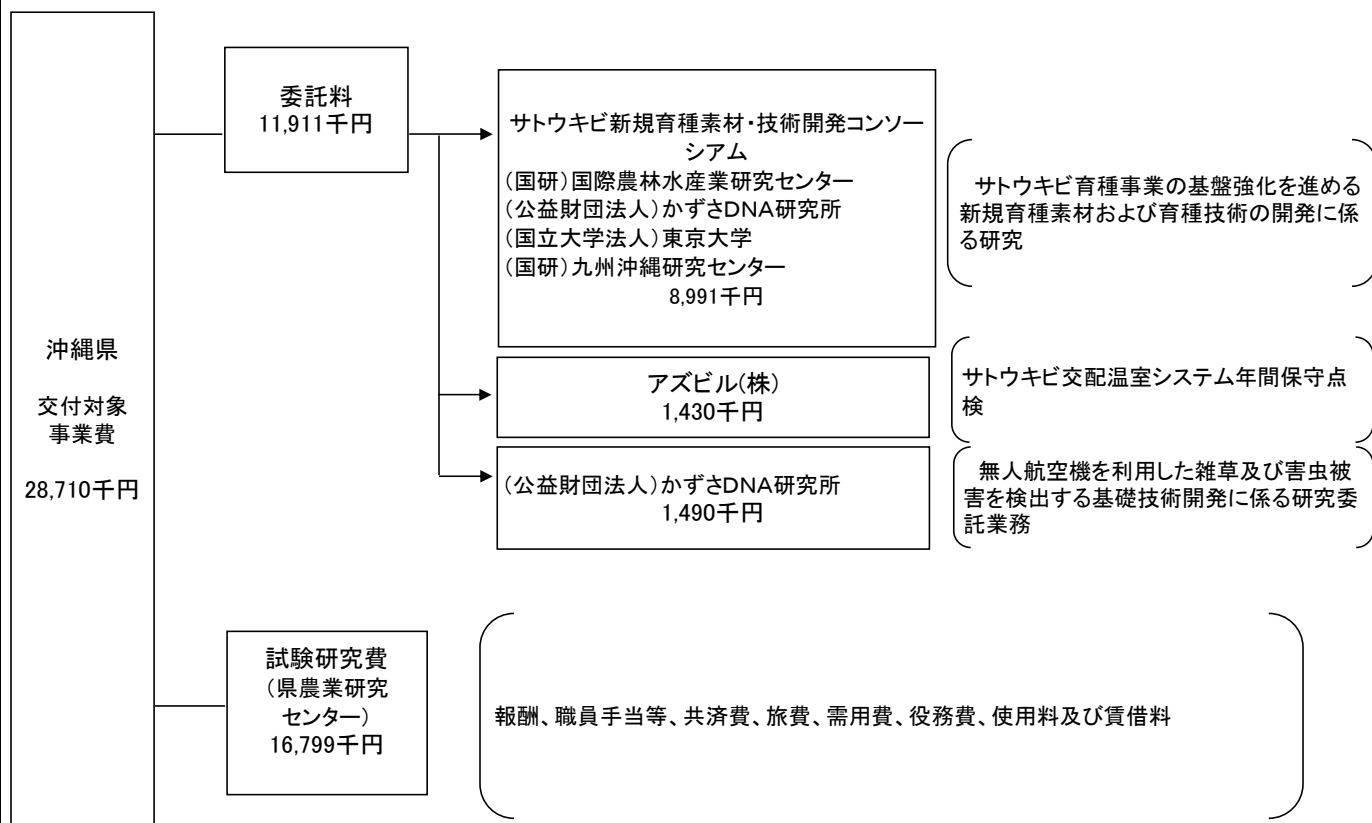 沖縄県
交付対象
事業費
28,710千円
委託料
11,911千円
サトウキビ新規育種素材・技術開発コンソー
シアム
（国研）国際農林水産業研究センター
（公益財団法人）かずさDNA研究所
（国立大学法人）東京大学
（国研）九州沖縄研究センター
8,991千円
サトウキビ育種事業の基盤強化を進める
新規育種素材および育種技術の開発に係
る研究
アズビル(株)
1,430千円
サトウキビ交配温室システム年間保守点
検
（公益財団法人）かずさDNA研究所
1,490千円
無人航空機を利用した雑草及び害虫被
害を検出する基礎技術開発に係る研究委
託業務
試験研究費
（県農業研究
センター）
16,799千円
報酬、職員手当等、共済費、旅費、需用費、役務費、使用料及び賃借料